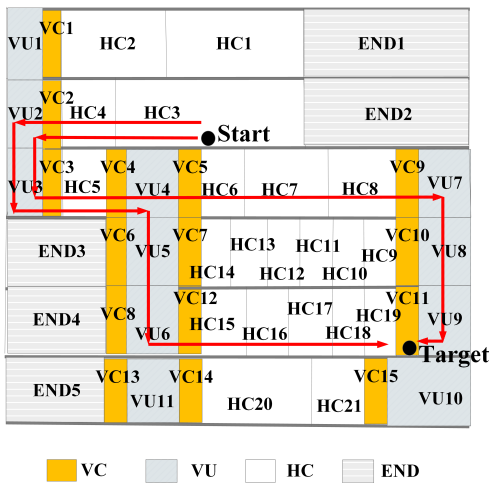 VU1 VC1 HC2 HC1 END1
VU2 VC2 HC4 HC3 END2
Start
VU3 VC3 HC5 VC4 VU4 VC5 HC6 HC7 HC8 VC9 VU7
END3 VC6 VU5 VC7 HC14 HC13 HC12 HC11 HC10 HC9 VC10 VU8
END4 VC8 VU6 VC12 HC15 HC16 HC17 HC18 HC19 VC11 VU9
Target
END5 VC13 VU11 VC14 HC20 HC21 VC15 VU10
VC VU HC END